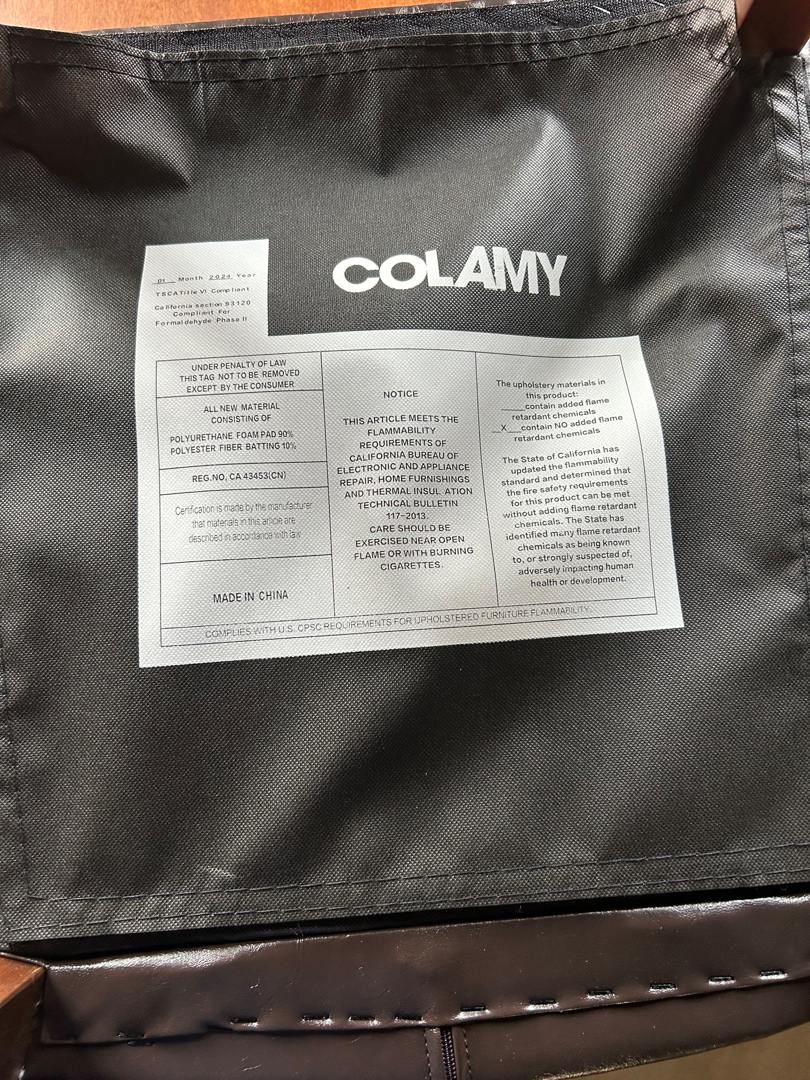 COLAMY
01 Month 2024 Year
TSCA Title VI Compliant
California section 93120
Compliant For
Formaldehyde Phase II
UNDER PENALTY OF LAW
THIS TAG NOT TO BE REMOVED
EXCEPT BY THE CONSUMER
ALL NEW MATERIAL
CONSISTING OF
POLYURETHANE FOAM PAD 90%
POLYESTER FIBER BATTING 10%
REG.NO, CA 43453(CN)
Certification is made by the manufacturer
that materials in this article are
described in accordance with law
MADE IN CHINA
NOTICE
THIS ARTICLE MEETS THE
FLAMMABILITY
REQUIREMENTS OF
CALIFORNIA BUREAU OF
ELECTRONIC AND APPLIANCE
REPAIR, HOME FURNISHINGS
AND THERMAL INSUL ATION
TECHNICAL BULLETIN
117-2013.
CARE SHOULD BE
EXERCISED NEAR OPEN
FLAME OR WITH BURNING
CIGARETTES.
The upholstery materials in
this product:
____contain added flame
retardant chemicals
__X__contain NO added flame
retardant chemicals
The State of California has
updated the flammability
standard and determined that
the fire safety requirements
for this product can be met
without adding flame retardant
chemicals. The State has
identified many flame retardant
chemicals as being known
to, or strongly suspected of,
adversely impacting human
health or development.
COMPLIES WITH U.S. CPSC REQUIREMENTS FOR UPHOLSTERED FURNITURE FLAMMABILITY.